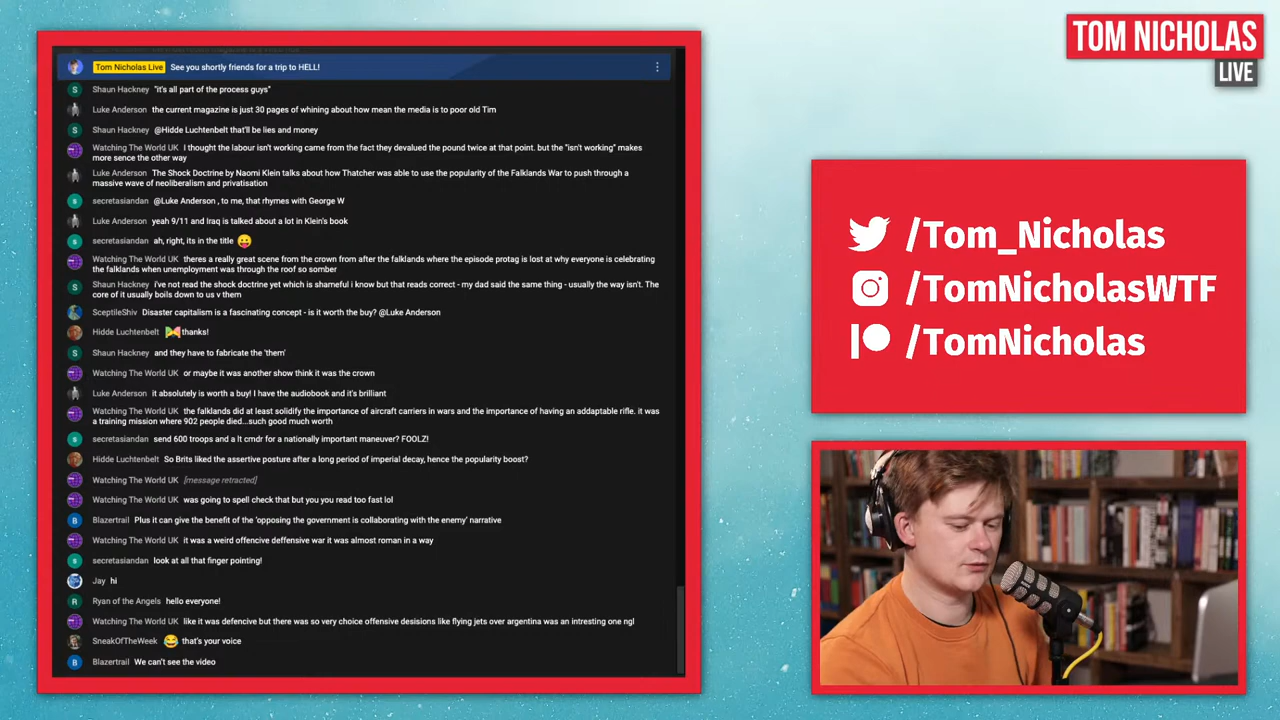 TOM NICHOLAS
LIVE
Tom Nicholas Live See you shortly friends for a trip to HELL!
Shaun Hackney "it's all part of the process guys"
Luke Anderson the current magazine is just 30 pages of whining about how mean the media is to poor old Tim
Shaun Hackney @Hidde Luchtenbelt that'll be lies and money
Watching The World UK I thought the labour isn't working came from the fact they devalued the pound twice at that point. but the "isn't working" makes
more sence the other way
Luke Anderson The Shock Doctrine by Naomi Klein talks about how Thatcher was able to use the popularity of the Falklands War to push through a
massive wave of neoliberalism and privatisation
secretasiandan @Luke Anderson , to me, that rhymes with George W
Luke Anderson yeah 9/11 and Iraq is talked about a lot in Klein's book
secretasiandan ah, right, its in the title 😜
Watching The World UK theres a really great scene from the crown from after the falklands where the episode protag is lost at why everyone is celebrating
the falklands when unemployment was through the roof so somber
Shaun Hackney i've not read the shock doctrine yet which is shameful i know but that reads correct - my dad said the same thing - usually the way isn't. The
core of it usually boils down to us v them
SceptileShiv Disaster capitalism is a fascinating concept - is it worth the buy? @Luke Anderson
Hidde Luchtenbelt thanks!
Shaun Hackney and they have to fabricate the 'them'
Watching The World UK or maybe it was another show think it was the crown
Luke Anderson it absolutely is worth a buy! I have the audiobook and it's brilliant
Watching The World UK the falklands did at least solidify the importance of aircraft carriers in wars and the importance of having an addaptable rifle. it was
a training mission where 902 people died...such good much worth
secretasiandan send 600 troops and a lt cmdr for a nationally important maneuver? FOOLZ!
Hidde Luchtenbelt So Brits liked the assertive posture after a long period of imperial decay, hence the popularity boost?
Watching The World UK [message retracted]
Watching The World UK was going to spell check that but you you read too fast lol
Blazertrail Plus it can give the benefit of the 'opposing the government is collaborating with the enemy' narrative
Watching The World UK it was a weird offencive deffensive war it was almost roman in a way
secretasiandan look at all that finger pointing!
Jay hi
Ryan of the Angels hello everyone!
Watching The World UK like it was defencive but there was so very choice offensive desisions like flying jets over argentina was an intresting one ngl
SneakOfTheWeek 😂 that's your voice
Blazertrail We can't see the video
/Tom_Nicholas
/TomNicholasWTF
/TomNicholas